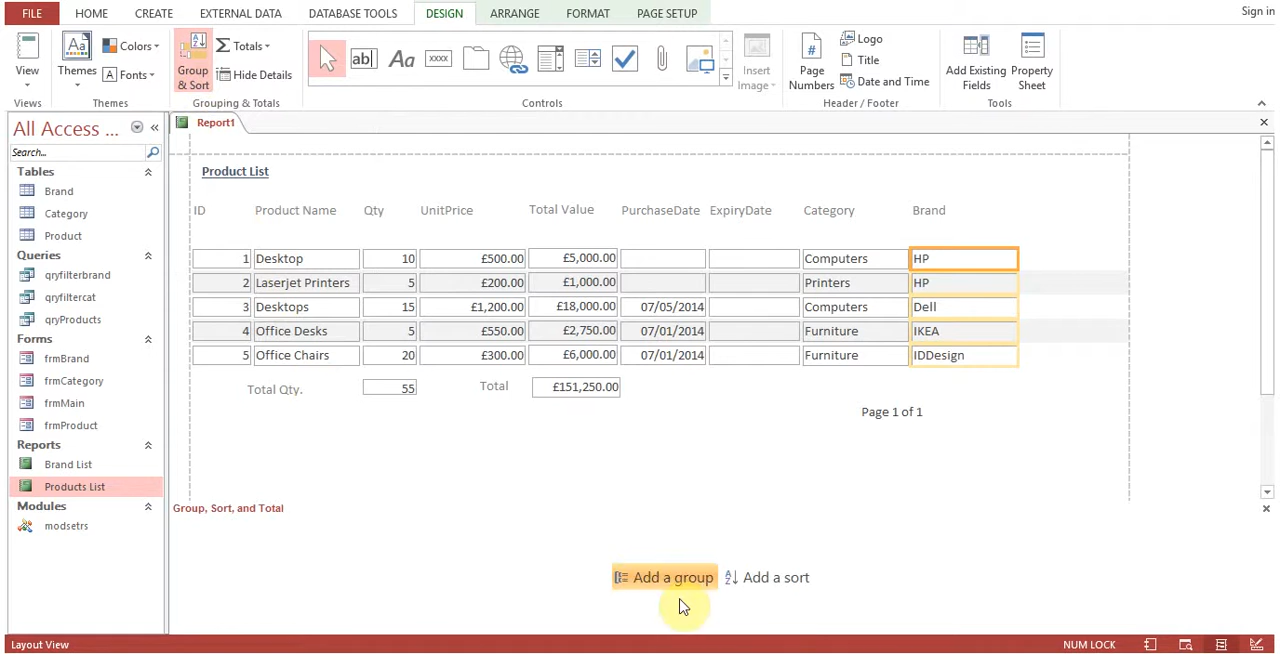 FILE HOME CREATE EXTERNAL DATA DATABASE TOOLS DESIGN ARRANGE FORMAT PAGE SETUP Sign in
View
Views
Aa
Themes
Colors
A Fonts
Themes
Group & Sort
Totals
Hide Details
Grouping & Totals
ab| Aa xxxx
Controls
Insert Image
Page Numbers
Logo
Title
Date and Time
Header / Footer
Add Existing Fields
Property Sheet
Tools
All Access ...
Search...
Tables
Brand
Category
Product
Queries
qryfilterbrand
qryfiltercat
qryProducts
Forms
frmBrand
frmCategory
frmMain
frmProduct
Reports
Brand List
Products List
Modules
modsetrs
Report1
Product List
ID Product Name Qty UnitPrice Total Value PurchaseDate ExpiryDate Category Brand
1 Desktop 10 £500.00 £5,000.00 Computers HP
2 Laserjet Printers 5 £200.00 £1,000.00 Printers HP
3 Desktops 15 £1,200.00 £18,000.00 07/05/2014 Computers Dell
4 Office Desks 5 £550.00 £2,750.00 07/01/2014 Furniture IKEA
5 Office Chairs 20 £300.00 £6,000.00 07/01/2014 Furniture IDDesign
Total Qty. 55 Total £151,250.00
Page 1 of 1
Group, Sort, and Total
Add a group AZ Add a sort
Layout View NUM LOCK